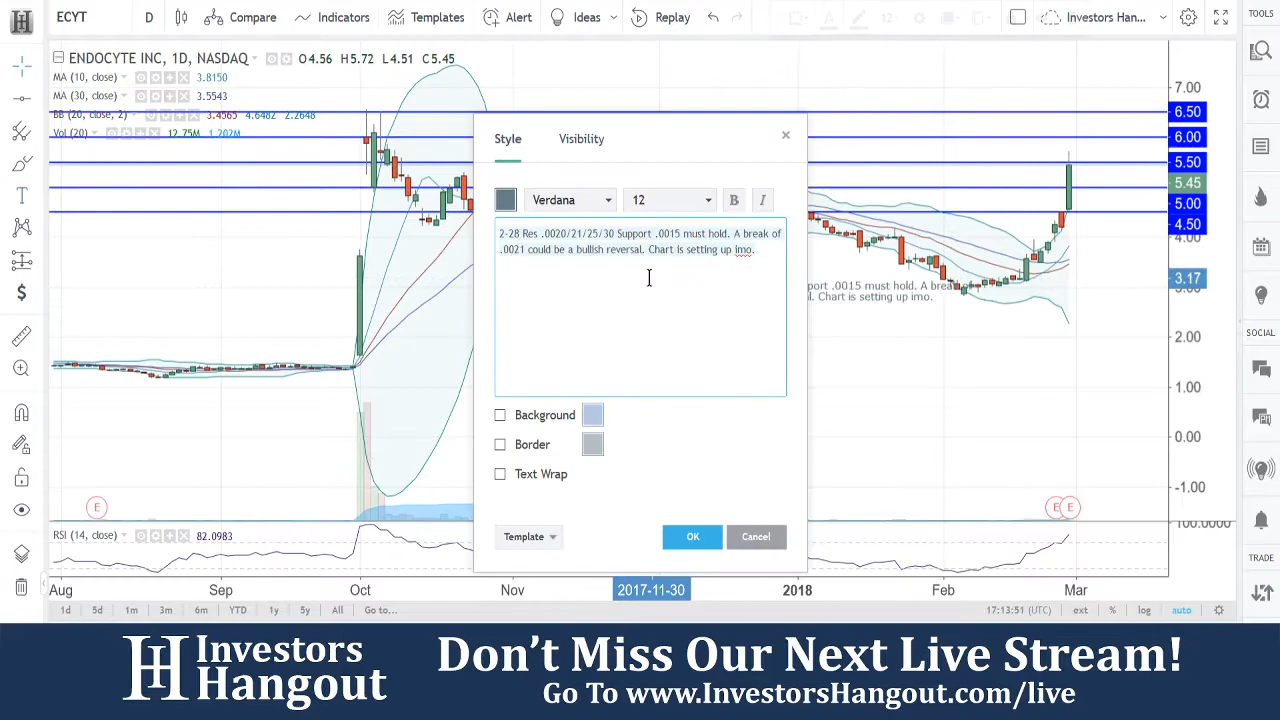 ECYT
D
Compare
Indicators
Templates
Alert
Ideas
Replay
Investors Han...
TOOLS
ENDOCYTE INC, 1D, NASDAQ O4.56 H5.72 L4.51 C5.45
MA (10, close) 3.8150
MA (30, close) 3.5543
BB (20, close, 2) 3.4565 4.6482 2.2648
Vol (20) 12.75M 1.202M
7.00
6.50
6.00
5.50
5.45
5.00
4.50
4.00
3.17
3.00
2.00
1.00
0.00
-1.00
100.0000
Style
Visibility
×
Verdana
12
B
I
2-28 Res .0020/21/25/30 Support .0015 must hold. A break of
.0021 could be a bullish reversal. Chart is setting up imo.
port .0015 must hold. A break of
l. Chart is setting up imo.
Background
Border
Text Wrap
Template
OK
Cancel
E
E
E
RSI (14, close) 82.0983
Aug
Sep
Oct
Nov
2017-11-30
2018
Feb
Mar
1d
5d
1m
3m
6m
YTD
1y
5y
All
Go to...
17:13:51 (UTC)
ext
%
log
auto
SOCIAL
TRADE
Investors
Hangout
Don't Miss Our Next Live Stream!
Go To www.InvestorsHangout.com/live